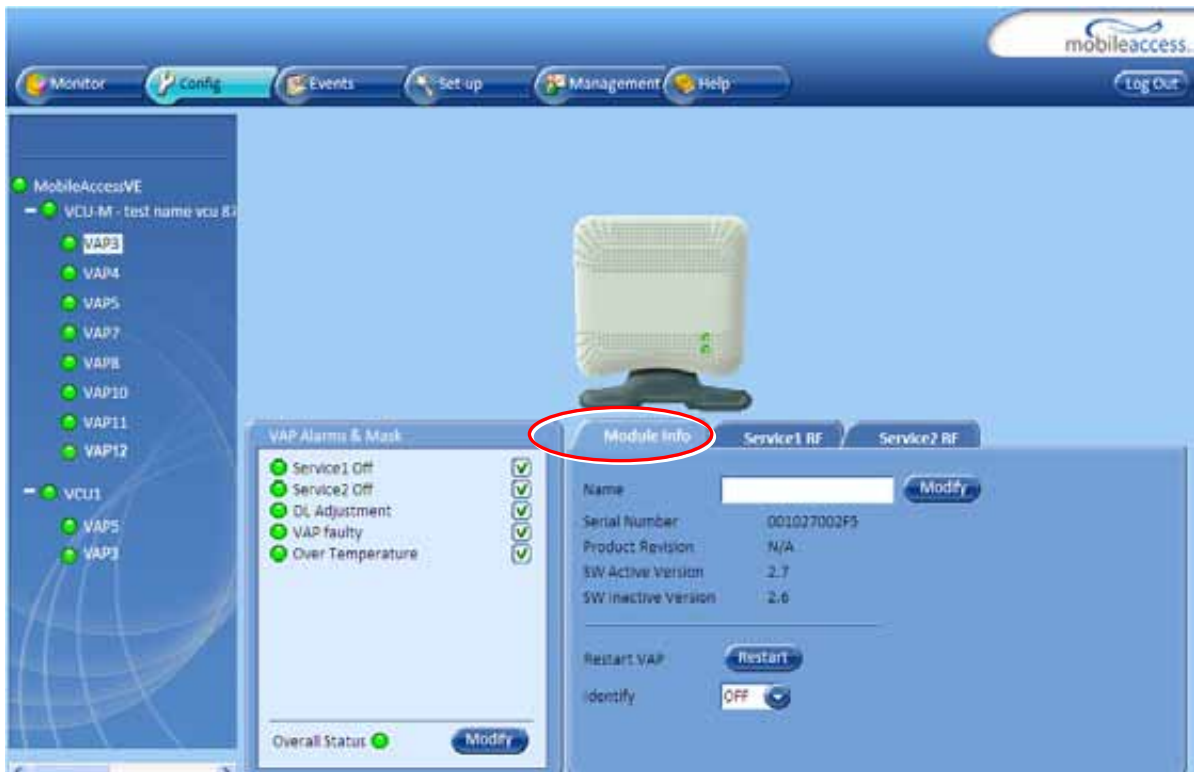 mobileaccess.
Monitor
Config
Events
Set-up
Management
Help
Log Out
MobileAccessVE
VCU-M - test name vcu 87
VAP3
VAP4
VAP5
VAP7
VAP8
VAP10
VAP11
VAP12
VCU1
VAP5
VAP3
VAP Alarms & Mask
Service1 Off
Service2 Off
DL Adjustment
VAP faulty
Over Temperature
Overall Status
Modify
Module Info
Service1 RF
Service2 RF
Name
Modify
Serial Number 001027002F5
Product Revision N/A
SW Active Version 2.7
SW Inactive Version 2.6
Restart VAP Restart
Identify OFF